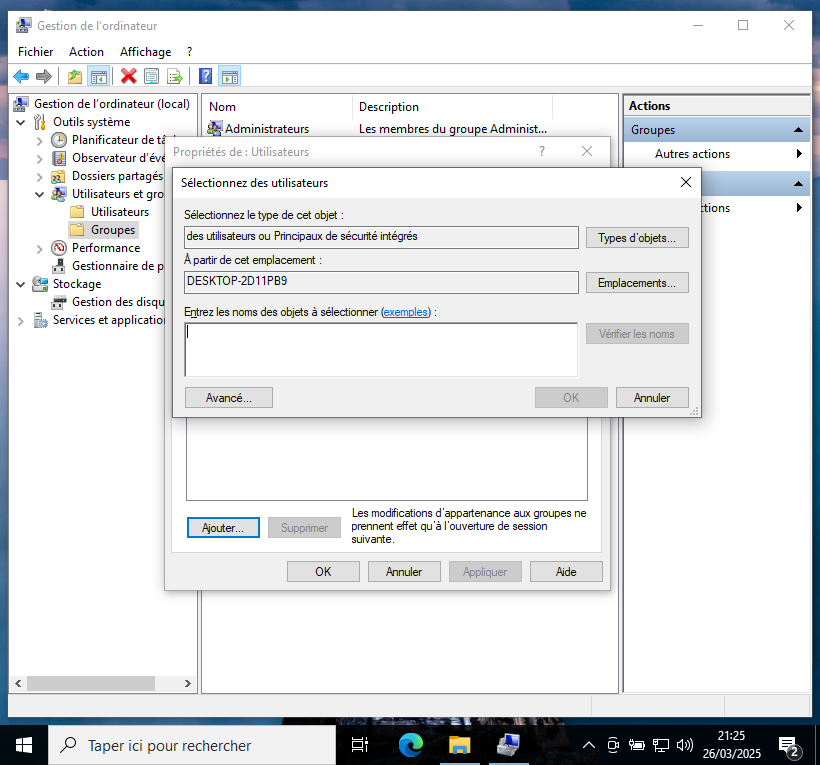 Gestion de l'ordinateur
Fichier Action Affichage ?
Gestion de l'ordinateur (local)
Outils système
Planificateur de tâ
Observateur d'évé
Dossiers partagés
Utilisateurs et gro
Utilisateurs
Groupes
Performance
Gestionnaire de p
Stockage
Gestion des disqu
Services et application
Nom Description
Administrateurs Les membres du groupe Administ...
Actions
Groupes
Autres actions
ctions
Propriétés de : Utilisateurs ?
Sélectionnez des utilisateurs
Sélectionnez le type de cet objet :
des utilisateurs ou Principaux de sécurité intégrés
Types d'objets...
À partir de cet emplacement :
DESKTOP-2D11PB9
Emplacements...
Entrez les noms des objets à sélectionner (exemples) :
Vérifier les noms
Avancé... OK Annuler
Ajouter... Supprimer
Les modifications d'appartenance aux groupes ne
prennent effet qu'à l'ouverture de session
suivante.
OK Annuler Appliquer Aide
Taper ici pour rechercher
21:25
26/03/2025
2